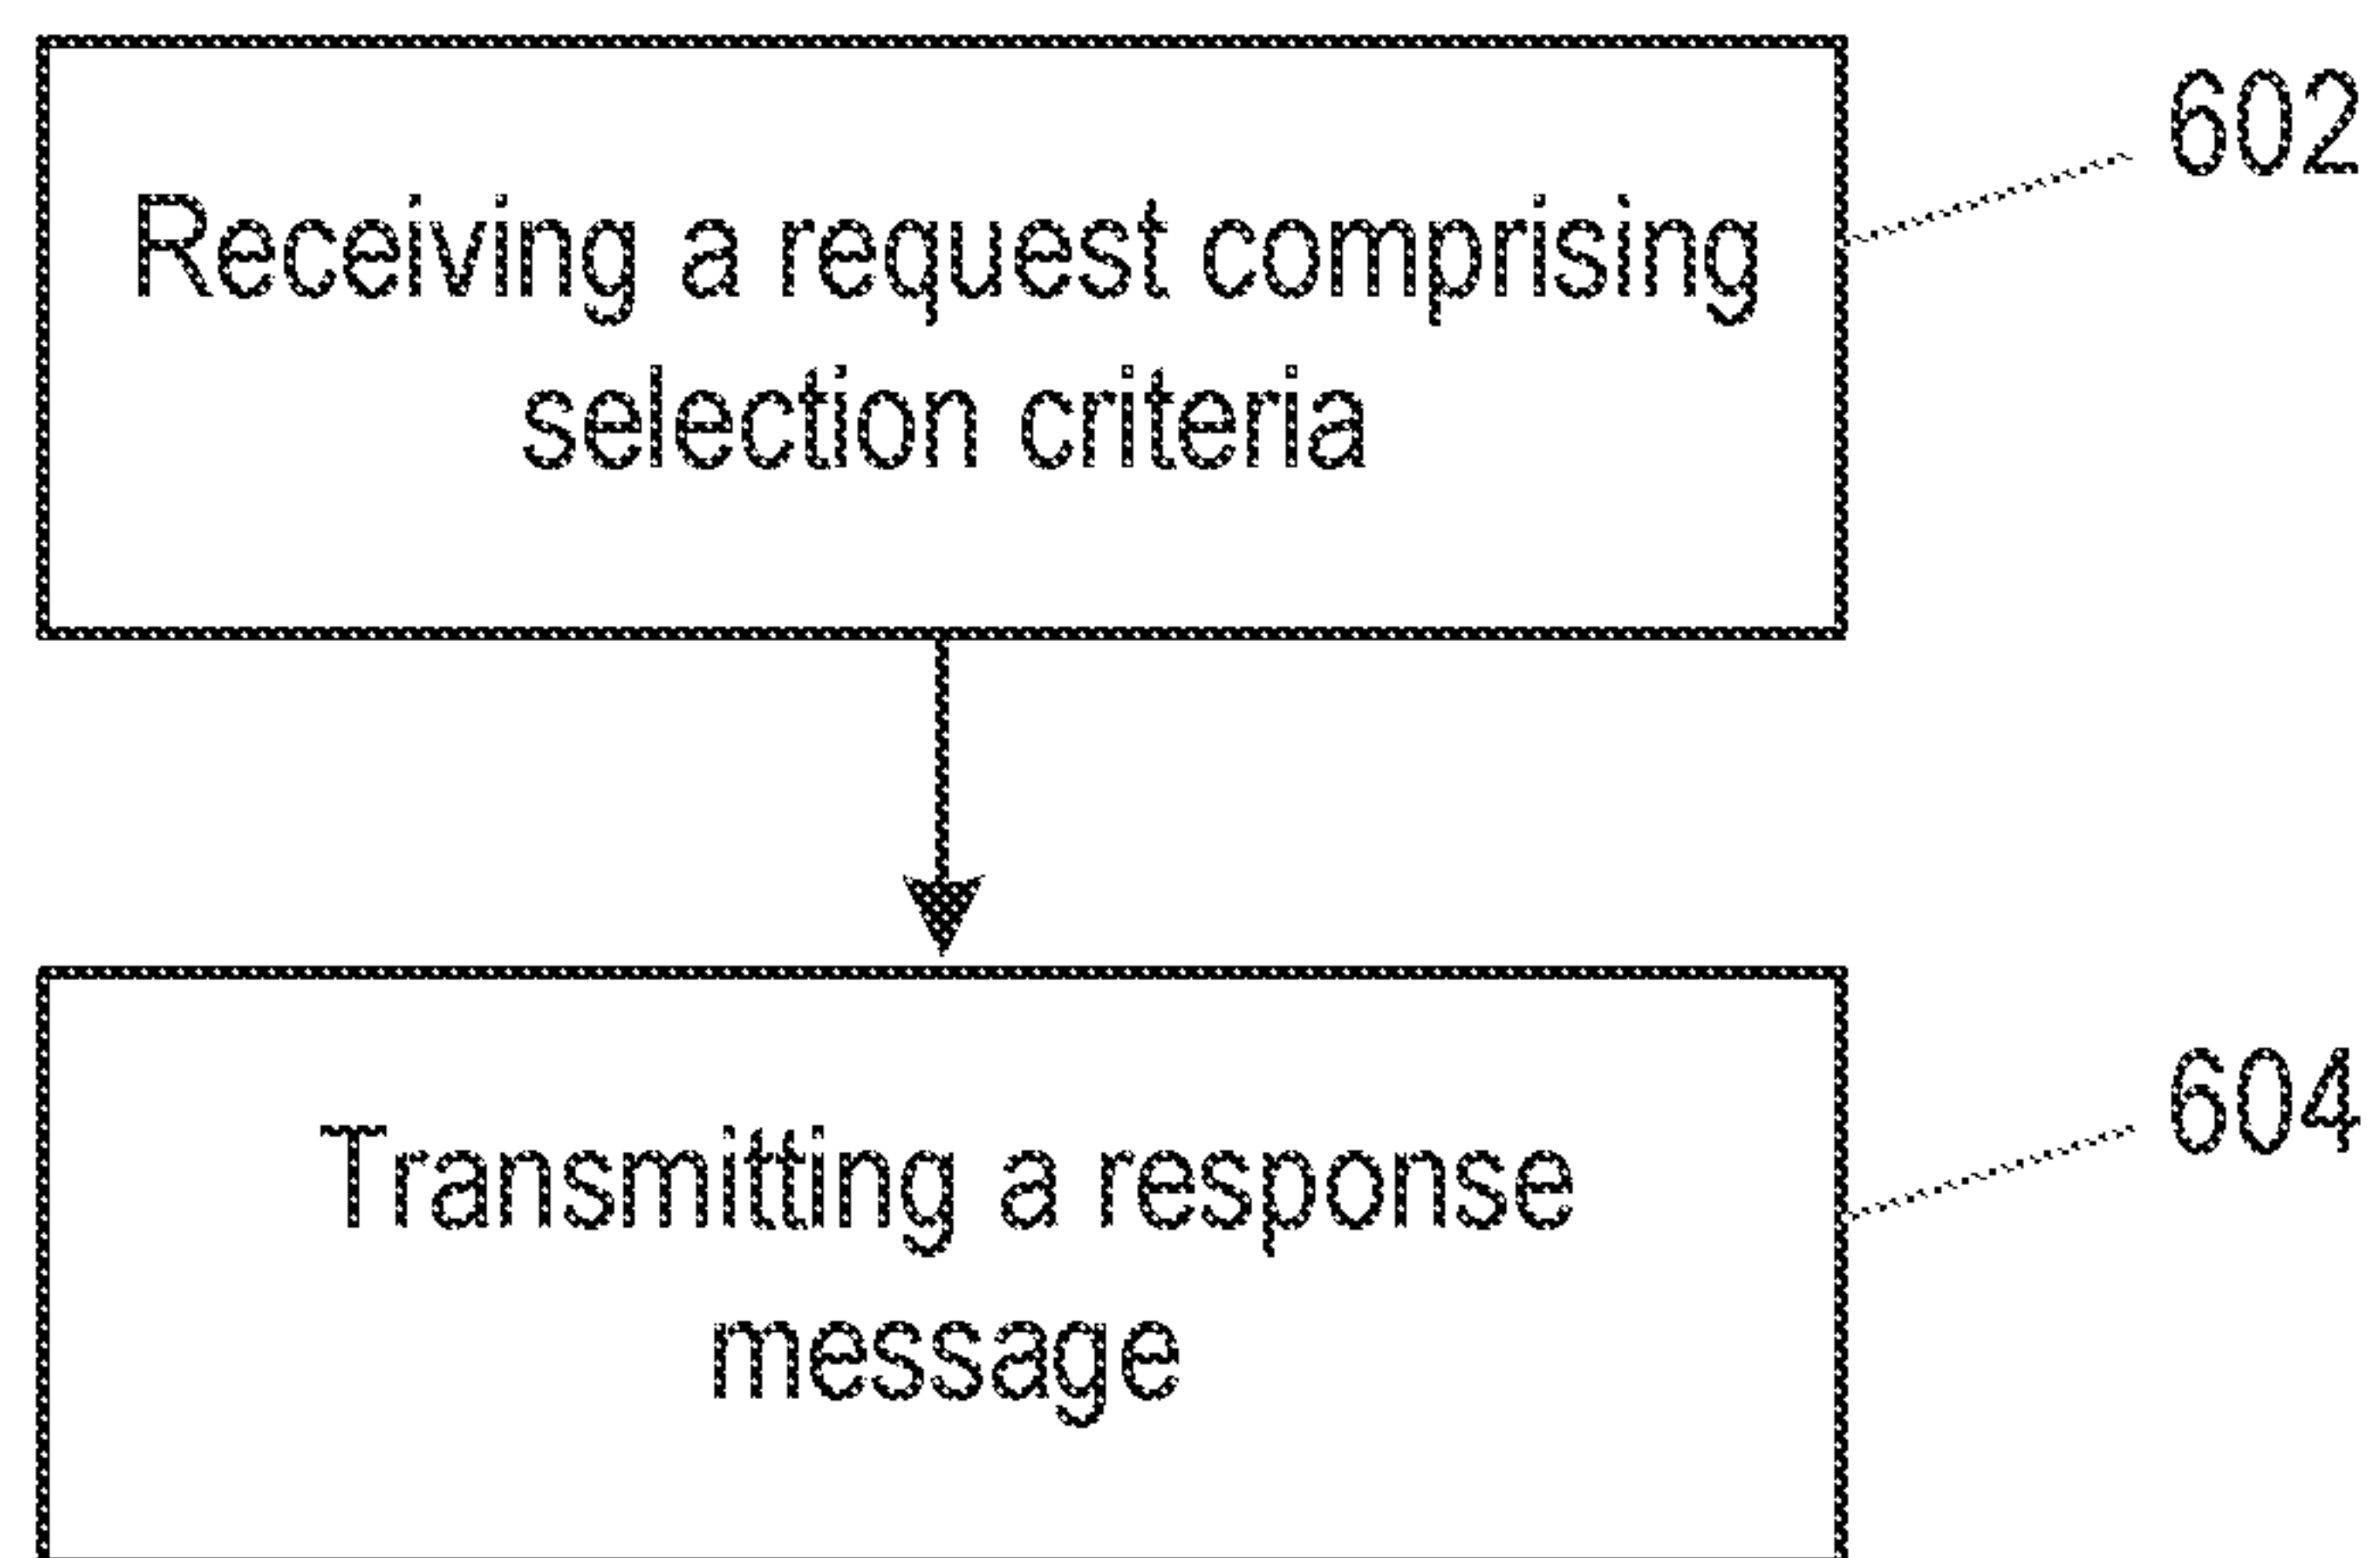 Receiving a request comprising
selection criteria
602
Transmitting a response
message
604